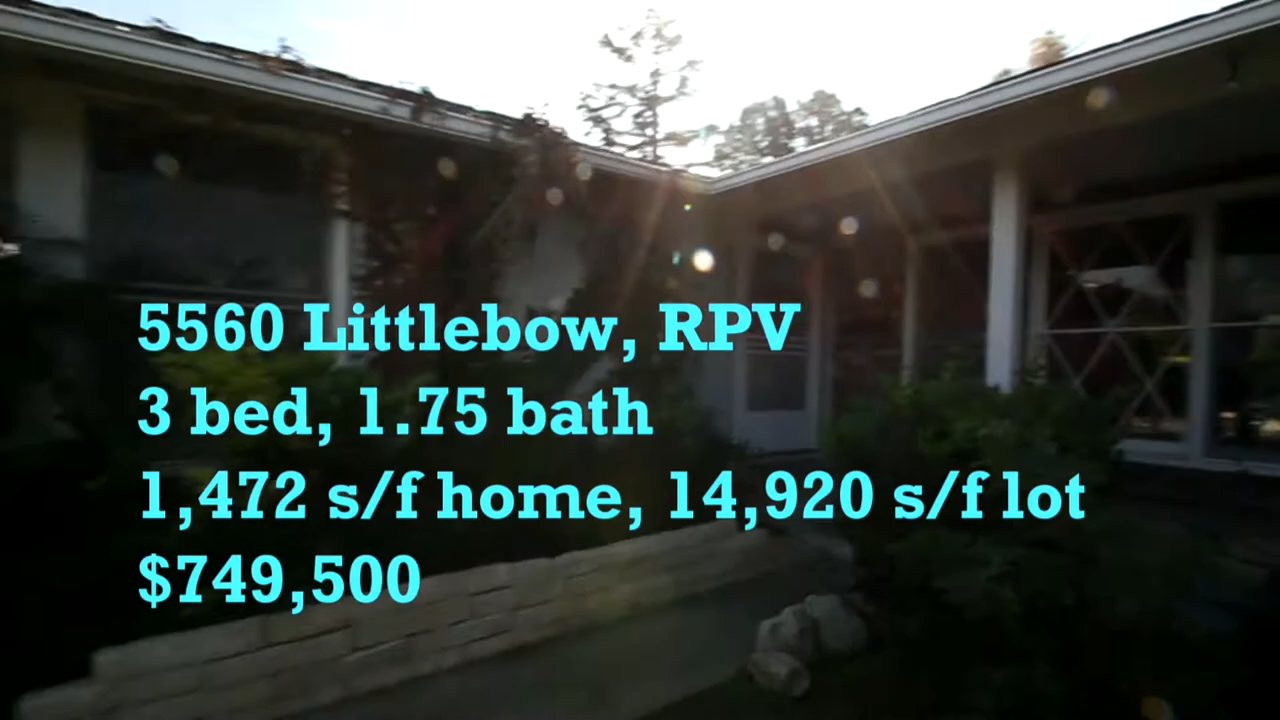 5560 Littlebow, RPV
3 bed, 1.75 bath
1,472 s/f home, 14,920 s/f lot
$749,500